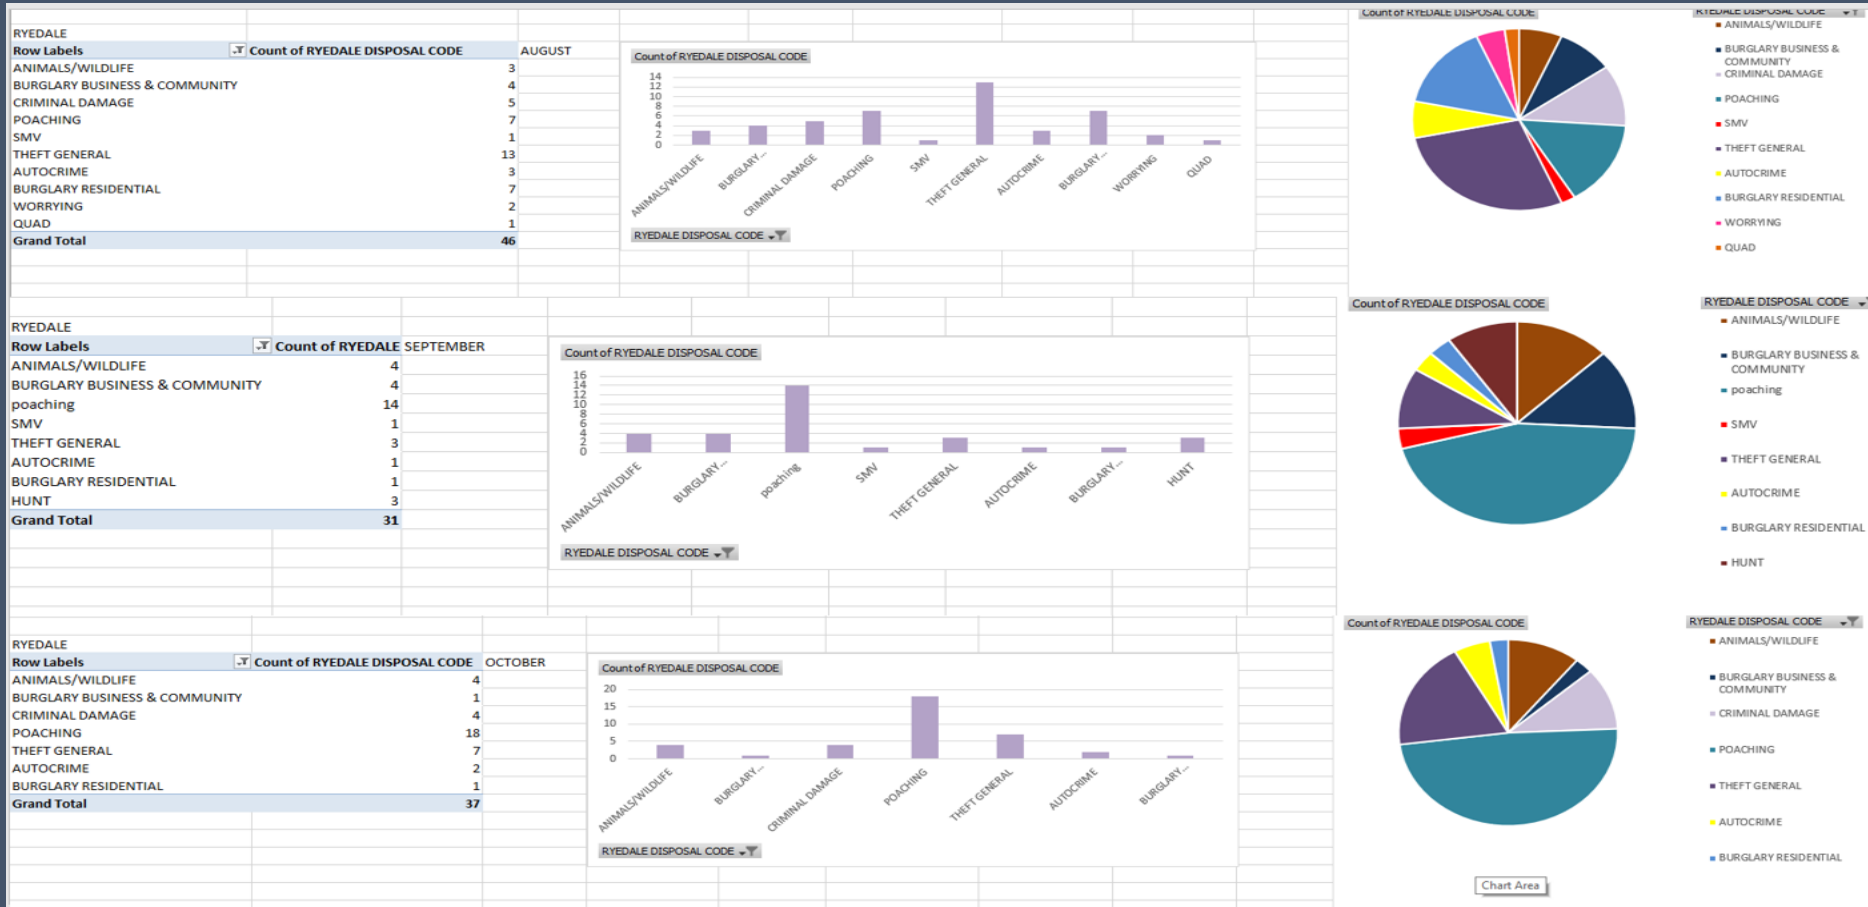 RYEDALE
Row Labels Count of RYEDALE DISPOSAL CODE AUGUST
ANIMALS/WILDLIFE 3
BURGLARY BUSINESS & COMMUNITY 4
CRIMINAL DAMAGE 5
POACHING 7
SMV 1
THEFT GENERAL 13
AUTOCRIME 3
BURGLARY RESIDENTIAL 7
WORRYING 2
QUAD 1
Grand Total 46
Count of RYEDALE DISPOSAL CODE
14
12
10
8
6
4
2
0
ANIMALS/WILDLIFE
BURGLARY...
CRIMINAL DAMAGE
POACHING
SMV
THEFT GENERAL
AUTOCRIME
BURGLARY...
WORRYING
QUAD
RYEDALE DISPOSAL CODE
Count of RYEDALE DISPOSAL CODE
RYEDALE DISPOSAL CODE
ANIMALS/WILDLIFE
BURGLARY BUSINESS &
COMMUNITY
CRIMINAL DAMAGE
POACHING
SMV
THEFT GENERAL
AUTOCRIME
BURGLARY RESIDENTIAL
WORRYING
QUAD
RYEDALE
Row Labels Count of RYEDALE SEPTEMBER
ANIMALS/WILDLIFE 4
BURGLARY BUSINESS & COMMUNITY 4
poaching 14
SMV 1
THEFT GENERAL 3
AUTOCRIME 1
BURGLARY RESIDENTIAL 1
HUNT 3
Grand Total 31
Count of RYEDALE DISPOSAL CODE
16
14
12
10
8
6
4
2
0
ANIMALS/WILDLIFE
BURGLARY...
poaching
SMV
THEFT GENERAL
AUTOCRIME
BURGLARY...
HUNT
RYEDALE DISPOSAL CODE
Count of RYEDALE DISPOSAL CODE
RYEDALE DISPOSAL CODE
ANIMALS/WILDLIFE
BURGLARY BUSINESS &
COMMUNITY
poaching
SMV
THEFT GENERAL
AUTOCRIME
BURGLARY RESIDENTIAL
HUNT
RYEDALE
Row Labels Count of RYEDALE DISPOSAL CODE OCTOBER
ANIMALS/WILDLIFE 4
BURGLARY BUSINESS & COMMUNITY 1
CRIMINAL DAMAGE 4
POACHING 18
THEFT GENERAL 7
AUTOCRIME 2
BURGLARY RESIDENTIAL 1
Grand Total 37
Count of RYEDALE DISPOSAL CODE
20
15
10
5
0
ANIMALS/WILDLIFE
BURGLARY...
CRIMINAL DAMAGE
POACHING
THEFT GENERAL
AUTOCRIME
BURGLARY...
RYEDALE DISPOSAL CODE
Count of RYEDALE DISPOSAL CODE
RYEDALE DISPOSAL CODE
ANIMALS/WILDLIFE
BURGLARY BUSINESS &
COMMUNITY
CRIMINAL DAMAGE
POACHING
THEFT GENERAL
AUTOCRIME
BURGLARY RESIDENTIAL
Chart Area